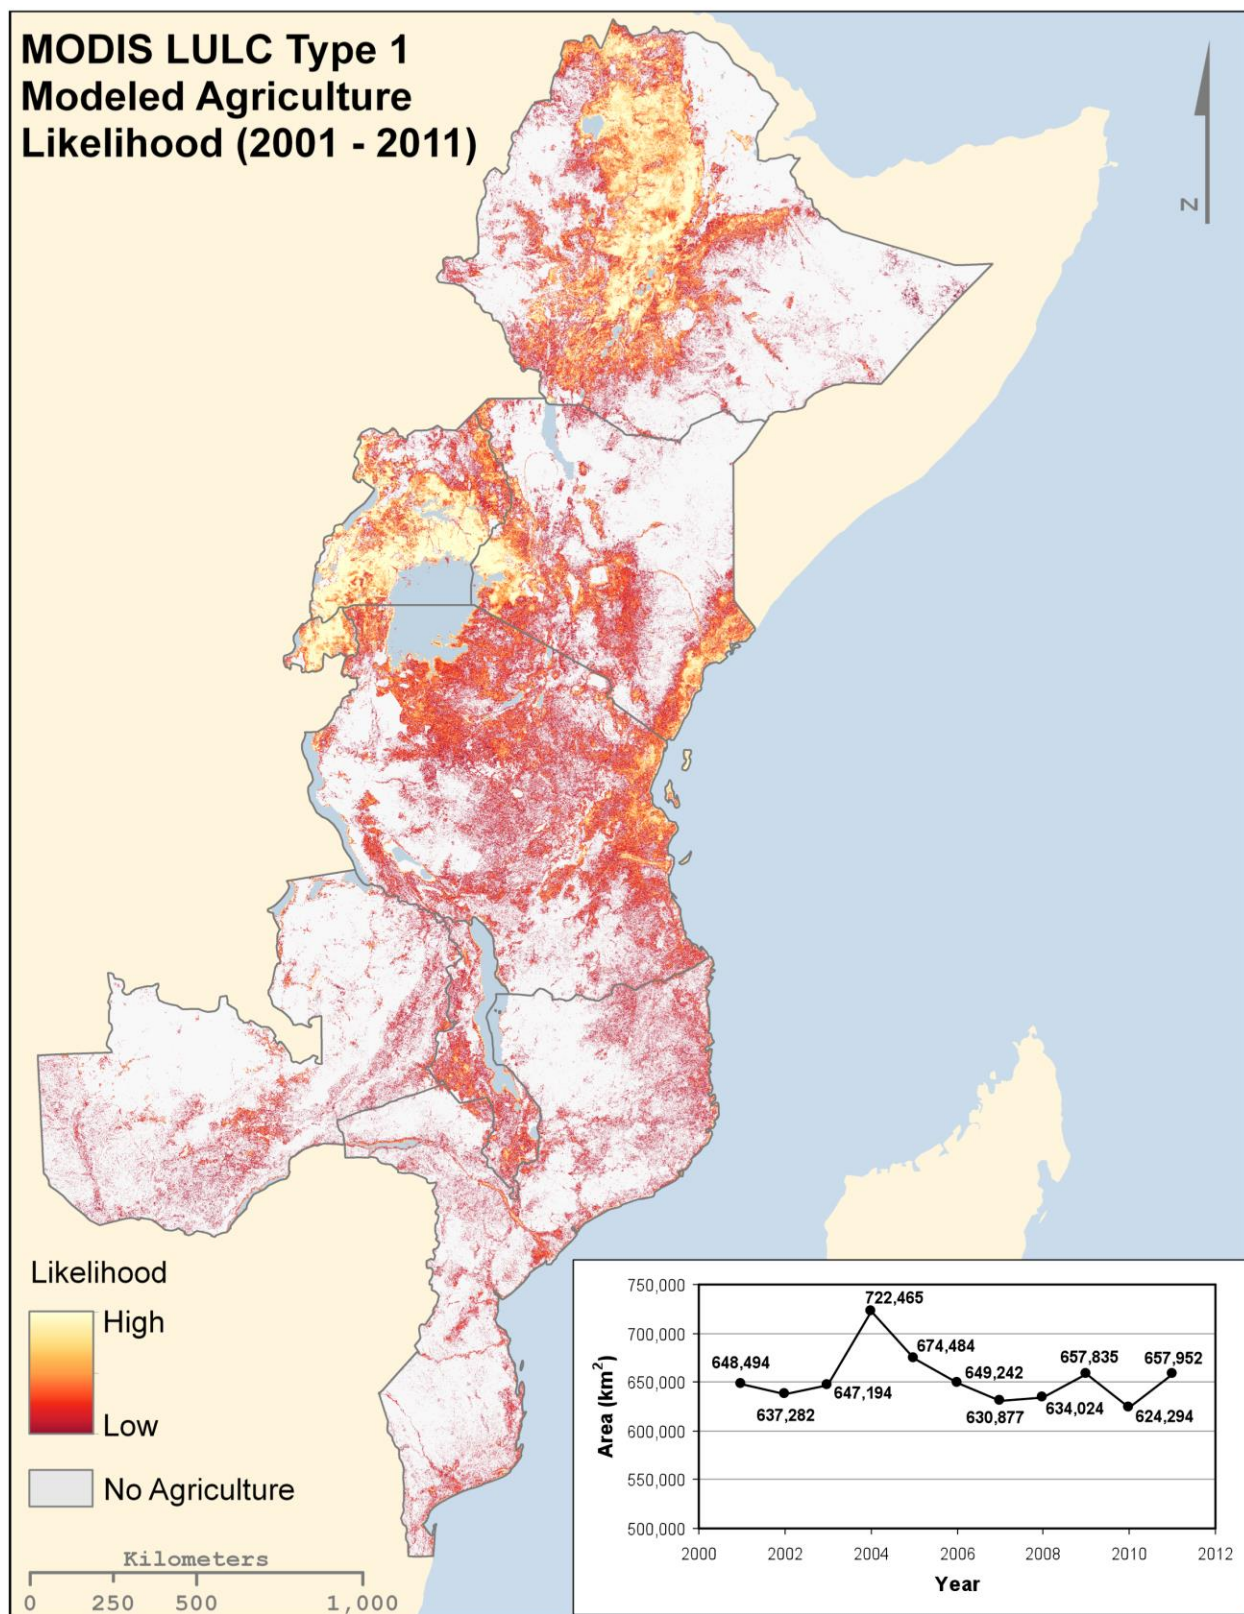 MODIS LULC Type 1
Modeled Agriculture
Likelihood (2001 - 2011)
N
Likelihood
High
Low
No Agriculture
Kilometers
0 250 500 1,000
750,000
700,000
650,000
600,000
550,000
500,000
Area (km²)
648,494
637,282
647,194
722,465
674,484
649,242
630,877
634,024
657,835
624,294
657,952
2000 2002 2004 2006 2008 2010 2012
Year